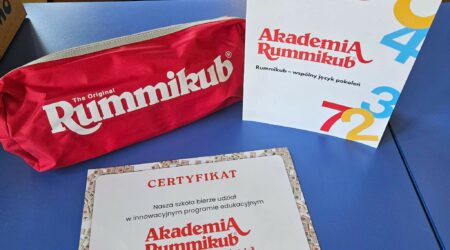 The Original
Rummikub®
AkademiA
Rummikub
Rummikub – wspólny język pokoleń
0
4
7 2 3
CERTYFIKAT
Nasza szkoła bierze udział
w innowacyjnym programie edukacyjnym
AkademiA
Rummikub